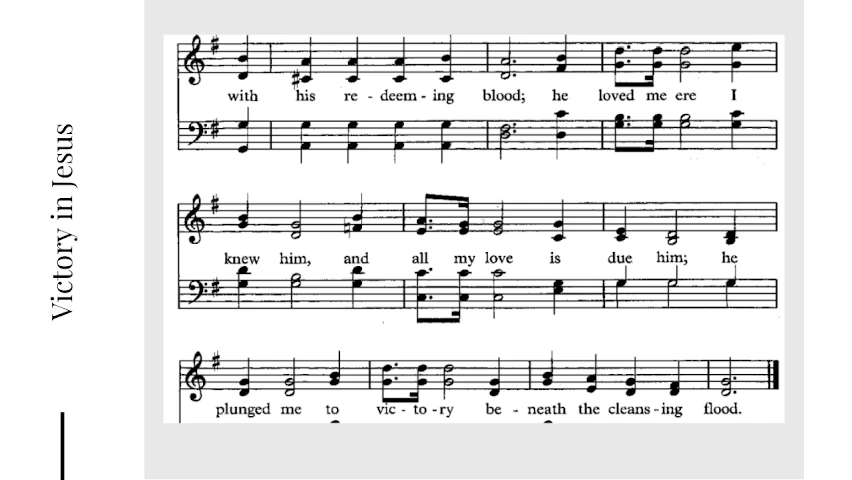 Victory in Jesus
with his re - deem - ing blood; he loved me ere I
knew him, and all my love is due him; he
plunged me to vic - to - ry be - neath the cleans - ing flood.